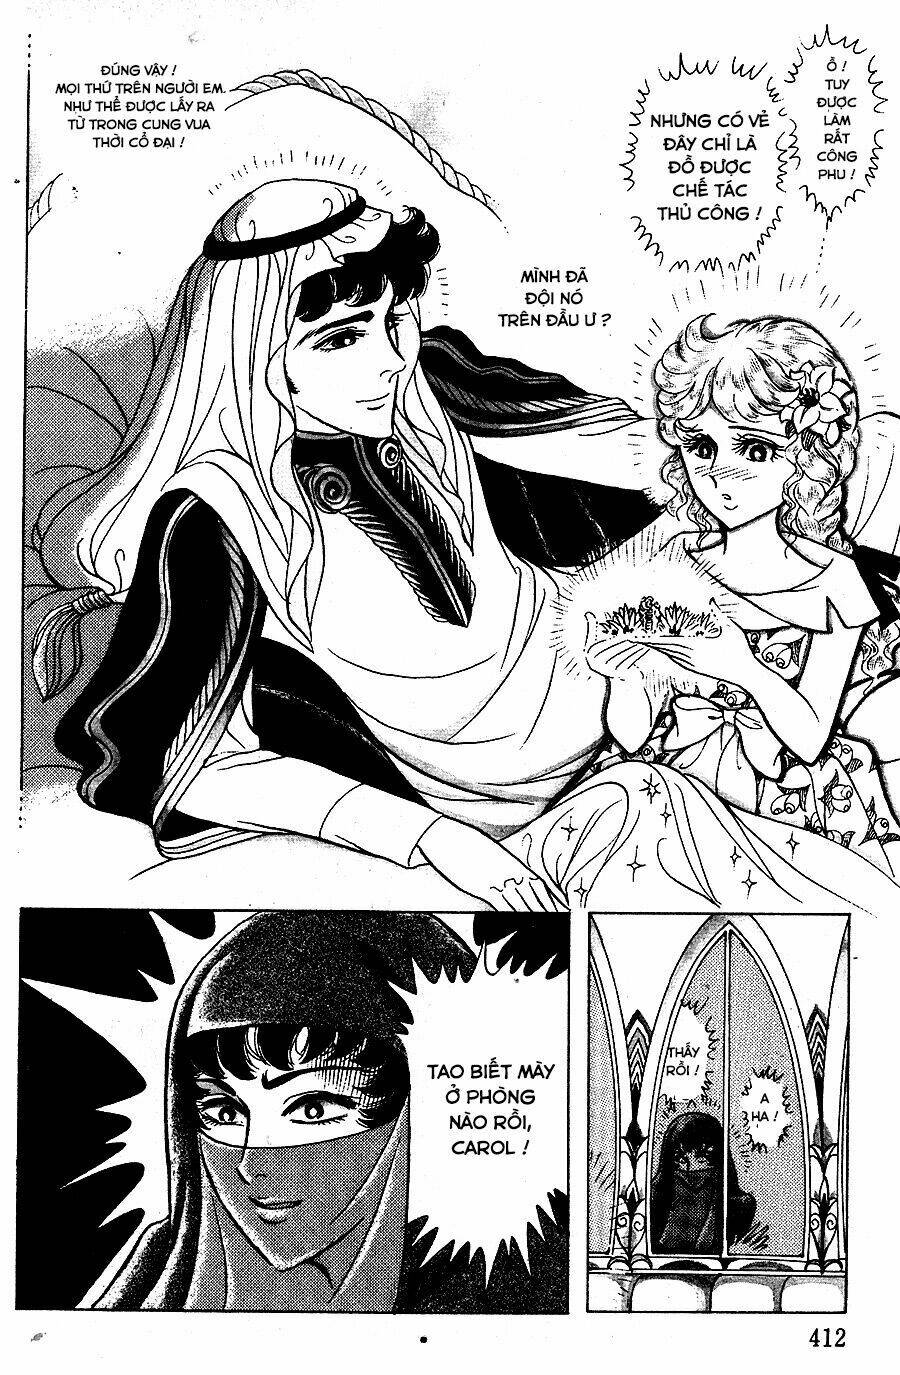 Ồ !
TUY
ĐƯỢC
LÀM
RẤT
CÔNG
PHU !
NHƯNG CÓ VẺ
ĐÂY CHỈ LÀ
ĐỒ ĐƯỢC
CHẾ TÁC
THỦ CÔNG !
ĐÚNG VẬY !
MỌI THỨ TRÊN NGƯỜI EM
NHƯ THỂ ĐƯỢC LẤY RA
TỪ TRONG CUNG VUA
THỜI CỔ ĐẠI !
MÌNH ĐÃ
ĐỘI NÓ
TRÊN ĐẦU Ư ?
THẤY
RỒI !
A
HA !
TAO BIẾT MÀY
Ở PHÒNG
NÀO RỒI,
CAROL !
412